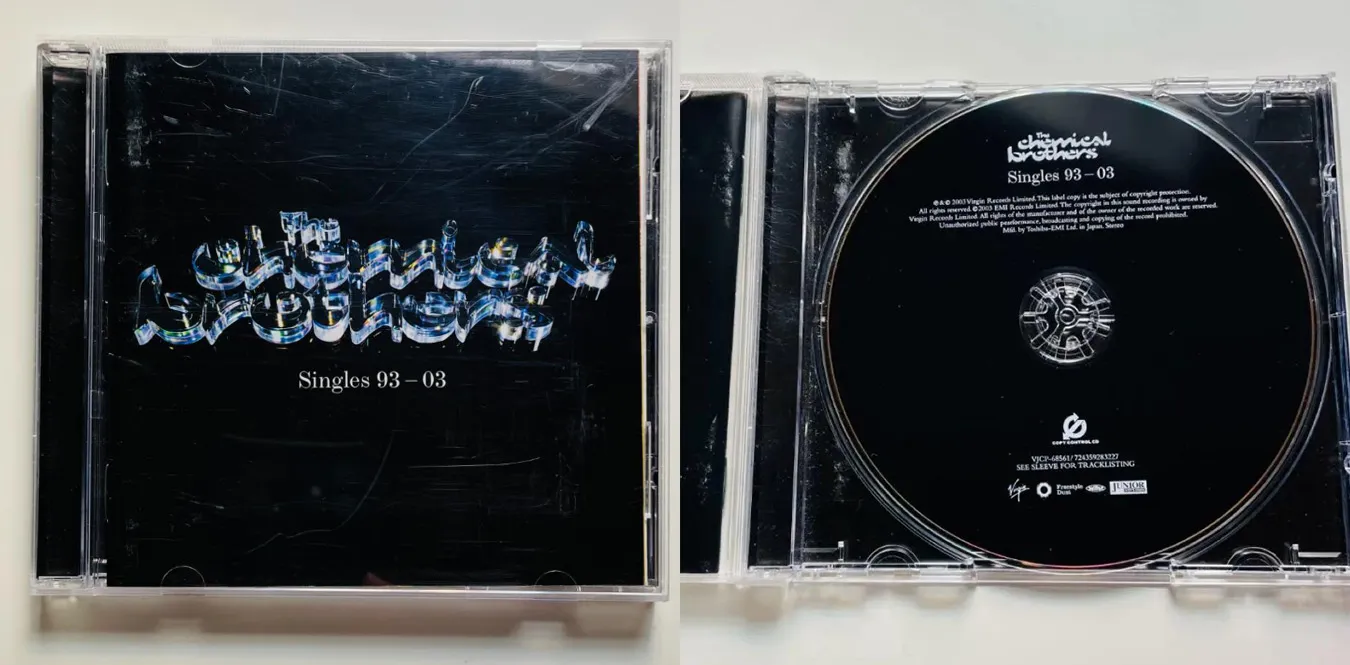 The
chemical
brothers
Singles 93 – 03
The
chemical
brothers
Singles 93 – 03
℗ & © 2003 Virgin Records Limited. This label copy is the subject of copyright protection.
All rights reserved. © 2003 EMI Records Limited. The copyright in this sound recording is owned by
Virgin Records Limited. All rights of the manufacturer and of the owner of the recorded work are reserved.
Unauthorized public performance, broadcasting and copying of the record prohibited.
Mfd. by Toshiba-EMI Ltd. in Japan. Stereo
COPY CONTROL CD
VJCP-68561/ 724359283227
SEE SLEEVE FOR TRACKLISTING
Virgin
Freestyle
Dust
JUNIOR